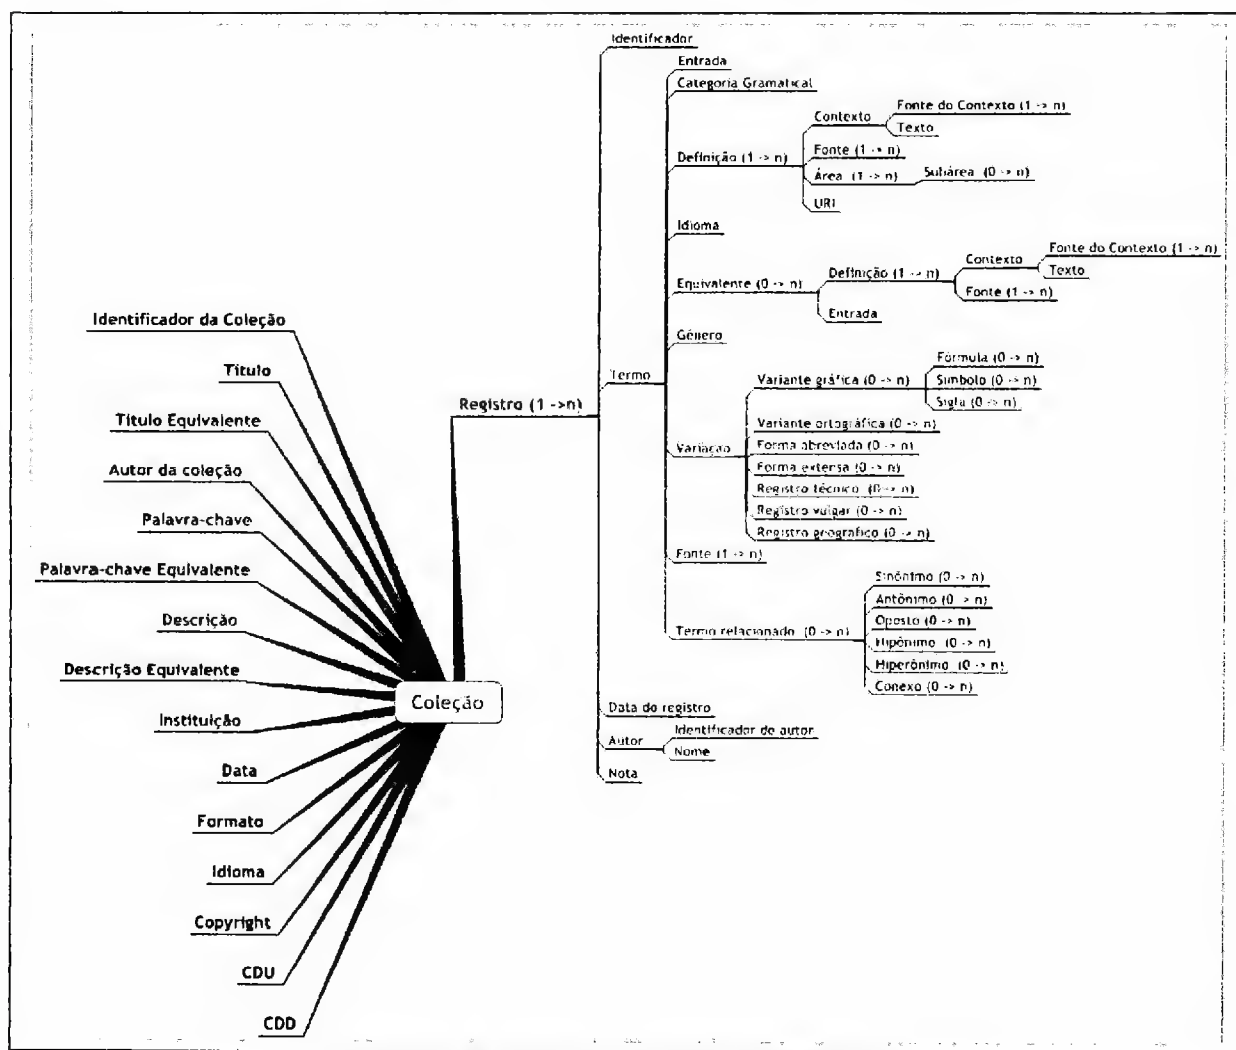 Identificador da Coleção
Título
Título Equivalente
Autor da coleção
Palavra-chave
Palavra-chave Equivalente
Descrição
Descrição Equivalente
Instituição
Data
Formato
Idioma
Copyright
CDU
CDD
Coleção
Registro (1 ->n)
Identificador
Termo
Entrada
Categoria Gramatical
Definição (1 -> n)
Contexto
Fonte do Contexto (1 -> n)
Texto
Fonte (1 -> n)
Área (1 -> n)
Subárea (0 -> n)
URI
Idioma
Equivalente (0 -> n)
Definição (1 -> n)
Contexto
Fonte do Contexto (1 -> n)
Texto
Fonte (1 -> n)
Entrada
Gênero
Variação
Variante gráfica (0 -> n)
Fórmula (0 -> n)
Símbolo (0 -> n)
Sigla (0 -> n)
Variante ortográfica (0 -> n)
Forma abreviada (0 -> n)
Forma extensa (0 -> n)
Registro técnico (0 -> n)
Registro vulgar (0 -> n)
Registro geográfico (0 -> n)
Fonte (1 -> n)
Termo relacionado (0 -> n)
Sinônimo (0 -> n)
Antônimo (0 -> n)
Oposto (0 -> n)
Hipônimo (0 -> n)
Hiperônimo (0 -> n)
Conexo (0 -> n)
Data do registro
Autor
Identificador de autor
Nome
Nota